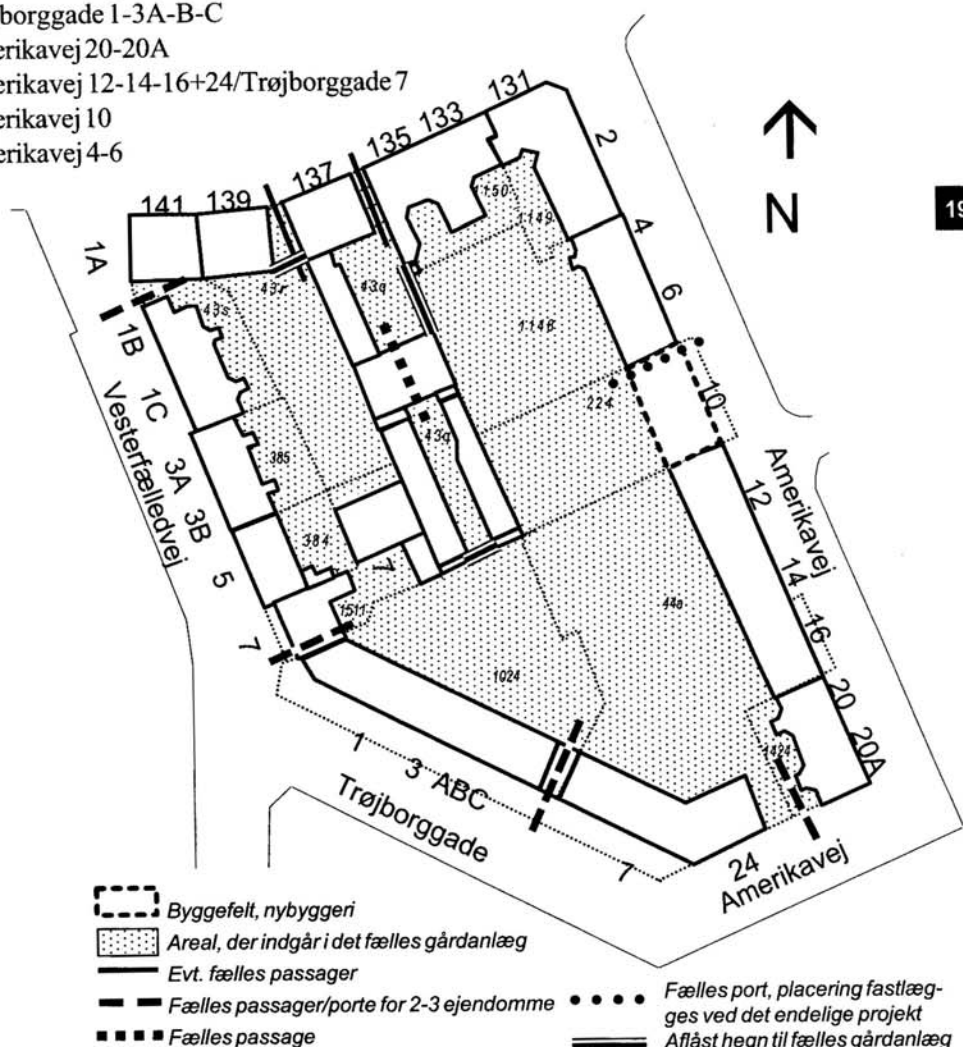 borggade 1-3A-B-C
erikavej 20-20A
erikavej 12-14-16+24/Trøjborggade 7
erikavej 10
erikavej 4-6
131
133
135
137
139
141
2
4
6
10
12
14
16
20
20A
N
19
1A
1B
1C
3A
3B
5
7
Vesterfælledvej
Amerikavej
1150
1149
1148
43r
43q
43s
224
385
43q
384
7
1511
44a
1024
1424
1
3 ABC
7
24
Trøjborggade
Amerikavej
Byggefelt, nybyggeri
Areal, der indgår i det fælles gårdanlæg
Evt. fælles passager
Fælles passager/porte for 2-3 ejendomme
Fælles passage
Fælles port, placering fastlæg-
ges ved det endelige projekt
Aflåst hegn til fælles gårdanlæg